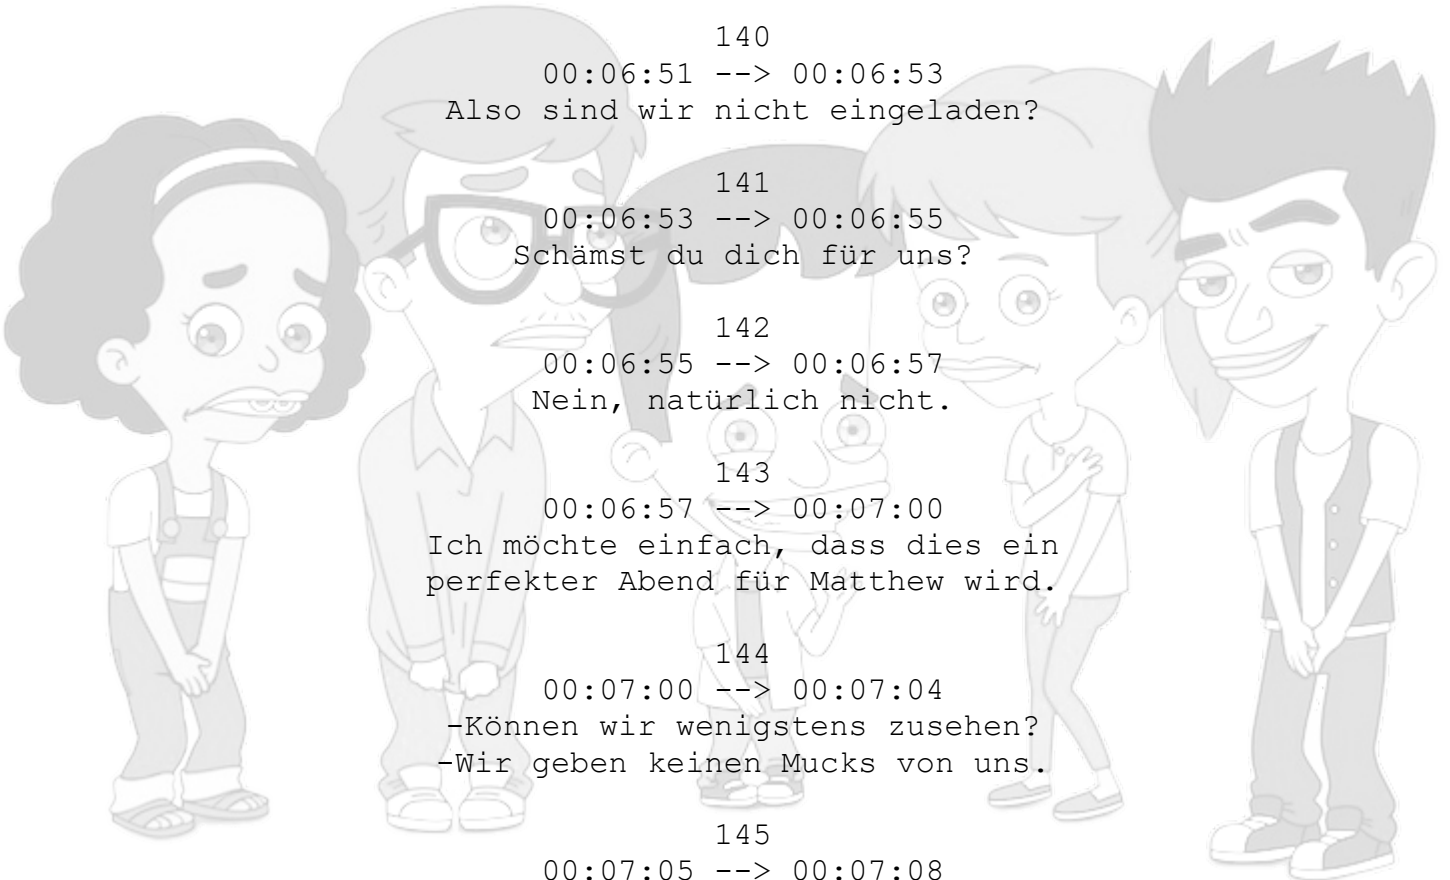 140
00:06:51 --> 00:06:53
Also sind wir nicht eingeladen?
141
00:06:53 --> 00:06:55
Schämst du dich für uns?
142
00:06:55 --> 00:06:57
Nein, natürlich nicht.
143
00:06:57 --> 00:07:00
Ich möchte einfach, dass dies ein
perfekter Abend für Matthew wird.
144
00:07:00 --> 00:07:04
-Können wir wenigstens zusehen?
-Wir geben keinen Mucks von uns.
145
00:07:05 --> 00:07:08